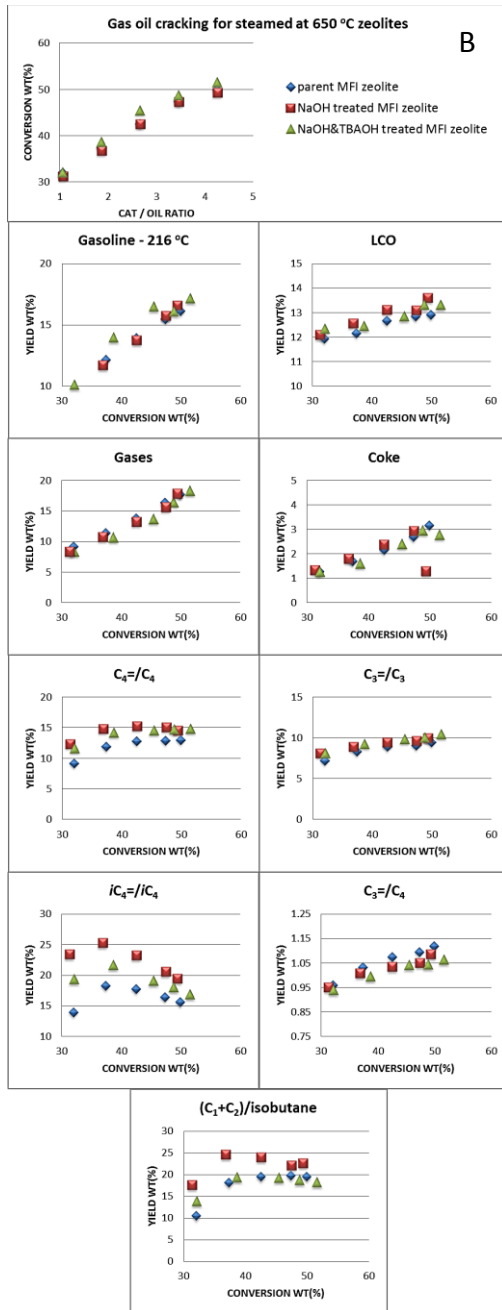 Gas oil cracking for steamed at 650 °C zeolites
B
CONVERSION WT(%)
60
50
40
30
1 2 3 4 5
CAT / OIL RATIO
parent MFI zeolite
NaOH treated MFI zeolite
NaOH&TBAOH treated MFI zeolite
Gasoline - 216 °C
YIELD WT(%)
20
15
10
30 40 50 60
CONVERSION WT(%)
LCO
YIELD WT(%)
15
14
13
12
11
10
30 40 50 60
CONVERSION WT(%)
Gases
YIELD WT(%)
20
15
10
5
0
30 40 50 60
CONVERSION WT(%)
Coke
YIELD WT(%)
5
4
3
2
1
0
30 40 50 60
CONVERSION WT(%)
C₄=/C₄
YIELD WT(%)
20
15
10
5
0
30 40 50 60
CONVERSION WT(%)
C₃=/C₃
YIELD WT(%)
15
10
5
0
30 40 50 60
CONVERSION WT(%)
iC₄=/iC₄
YIELD WT(%)
30
25
20
15
10
30 40 50 60
CONVERSION WT(%)
C₃=/C₄
YIELD WT(%)
1.25
1.15
1.05
0.95
0.85
0.75
30 40 50 60
CONVERSION WT(%)
(C₁+C₂)/isobutane
YIELD WT(%)
30
25
20
15
10
5
0
30 40 50 60
CONVERSION WT(%)